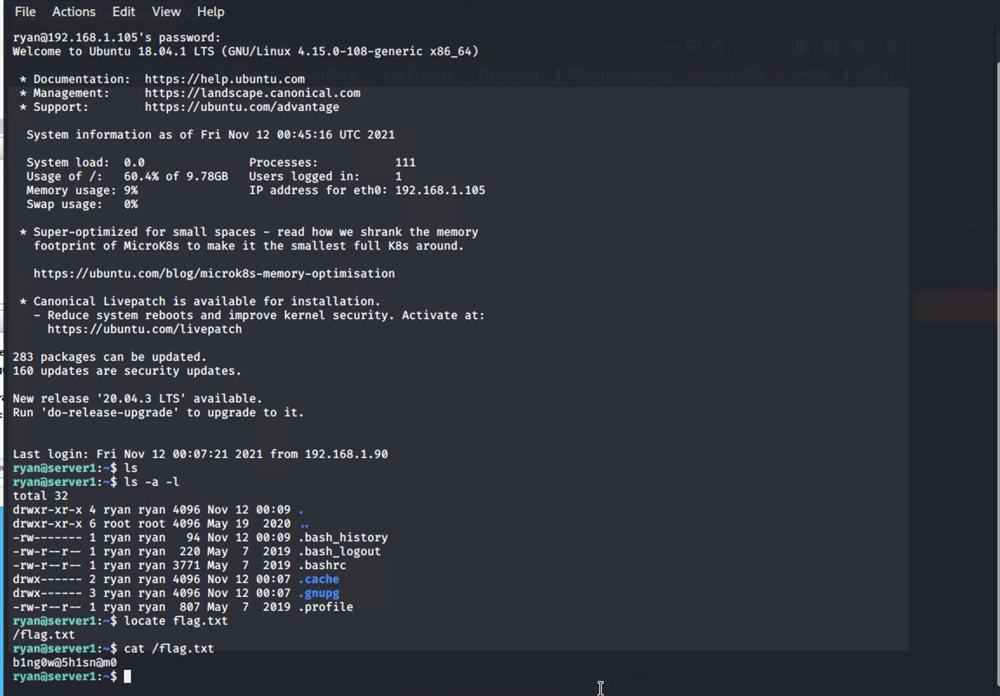 File Actions Edit View Help
ryan@192.168.1.105's password:
Welcome to Ubuntu 18.04.1 LTS (GNU/Linux 4.15.0-108-generic x86_64)
* Documentation: https://help.ubuntu.com
* Management: https://landscape.canonical.com
* Support: https://ubuntu.com/advantage
System information as of Fri Nov 12 00:45:16 UTC 2021
System load: 0.0 Processes: 111
Usage of /: 60.4% of 9.78GB Users logged in: 1
Memory usage: 9% IP address for eth0: 192.168.1.105
Swap usage: 0%
* Super-optimized for small spaces - read how we shrank the memory
footprint of MicroK8s to make it the smallest full K8s around.
https://ubuntu.com/blog/microk8s-memory-optimisation
* Canonical Livepatch is available for installation.
- Reduce system reboots and improve kernel security. Activate at:
https://ubuntu.com/livepatch
283 packages can be updated.
160 updates are security updates.
New release '20.04.3 LTS' available.
Run 'do-release-upgrade' to upgrade to it.
Last login: Fri Nov 12 00:07:21 2021 from 192.168.1.90
ryan@server1:~$ ls
ryan@server1:~$ ls -a -l
total 32
drwxr-xr-x 4 ryan ryan 4096 Nov 12 00:09 .
drwxr-xr-x 6 root root 4096 May 19 2020 ..
-rw------- 1 ryan ryan 94 Nov 12 00:09 .bash_history
-rw-r--r-- 1 ryan ryan 220 May 7 2019 .bash_logout
-rw-r--r-- 1 ryan ryan 3771 May 7 2019 .bashrc
drwx------ 2 ryan ryan 4096 Nov 12 00:07 .cache
drwx------ 3 ryan ryan 4096 Nov 12 00:07 .gnupg
-rw-r--r-- 1 ryan ryan 807 May 7 2019 .profile
ryan@server1:~$ locate flag.txt
/flag.txt
ryan@server1:~$ cat /flag.txt
b1ng0w@5h1sn@m0
ryan@server1:~$